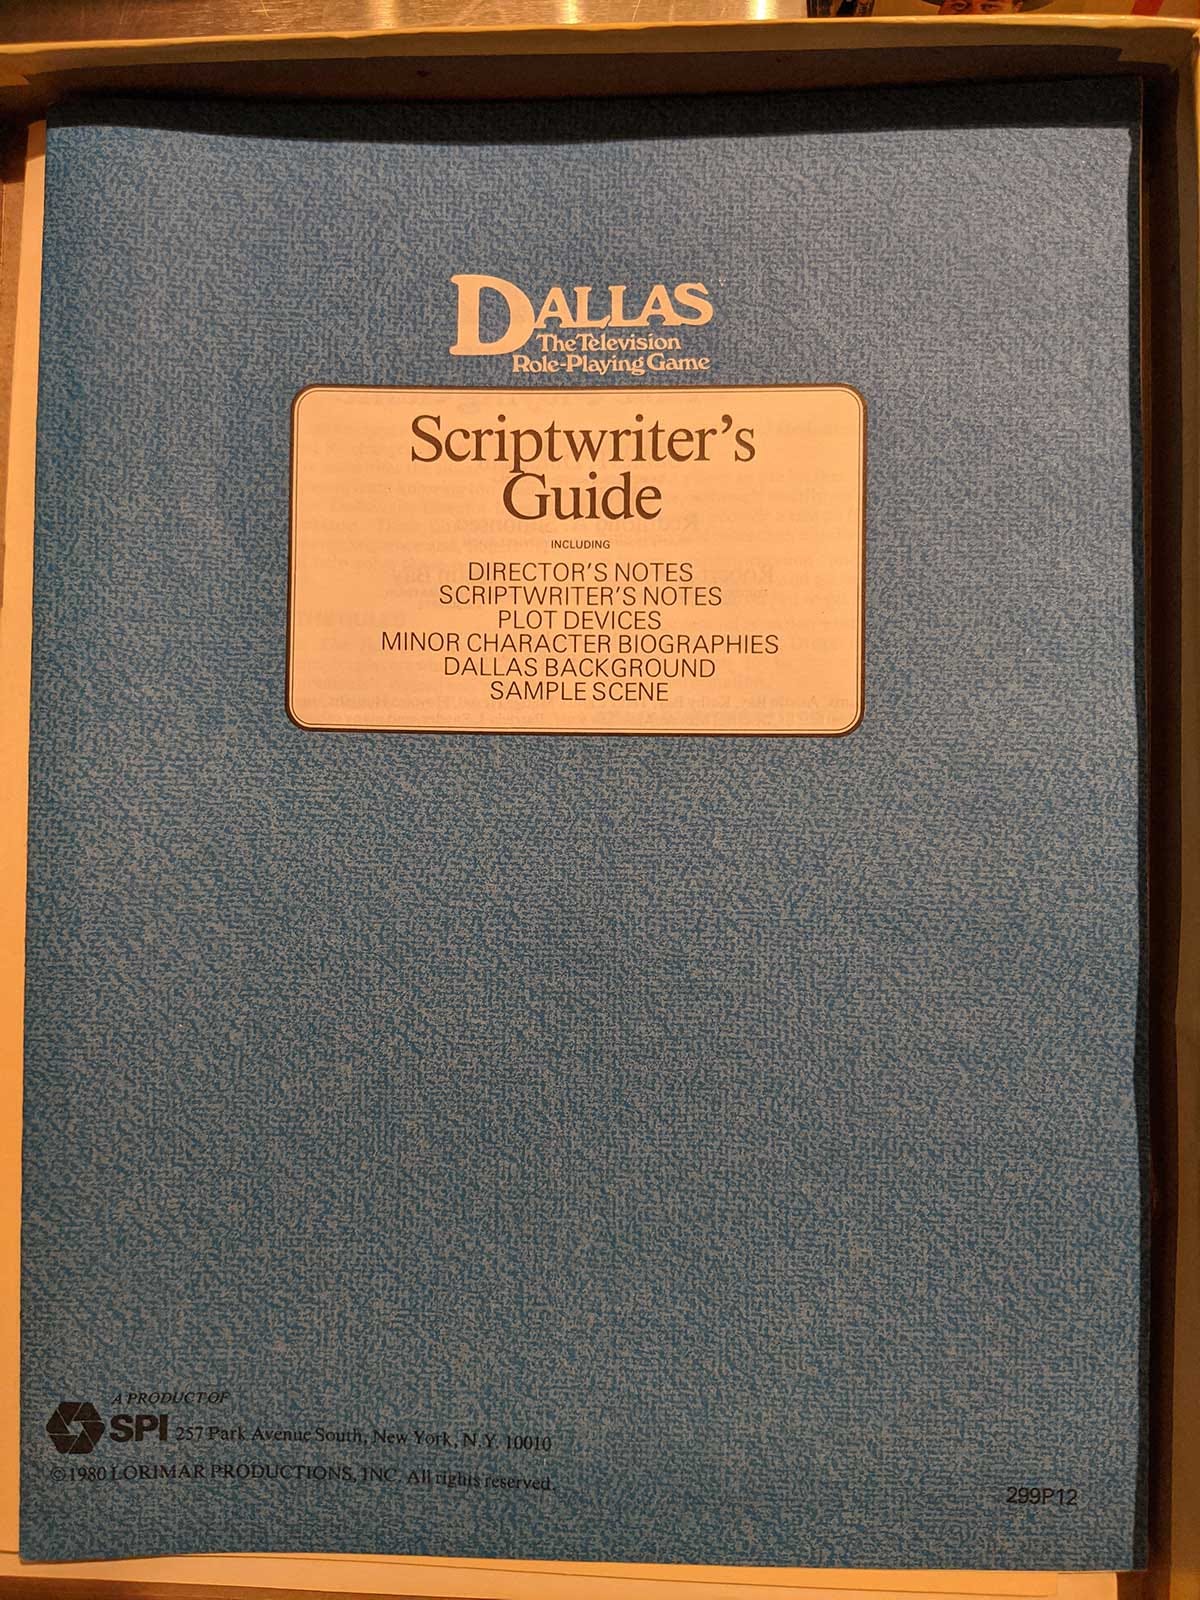 DALLAS
The Television
Role-Playing Game
Scriptwriter's
Guide
INCLUDING
DIRECTOR'S NOTES
SCRIPTWRITER'S NOTES
PLOT DEVICES
MINOR CHARACTER BIOGRAPHIES
DALLAS BACKGROUND
SAMPLE SCENE
A PRODUCT OF
SPI 257 Park Avenue South, New York, N.Y. 10010
©1980 LORIMAR PRODUCTIONS, INC. All rights reserved.
299P12